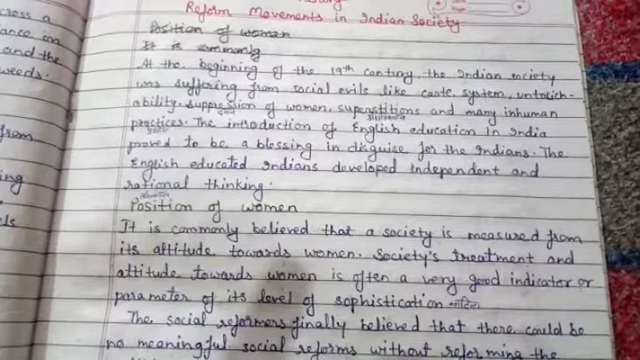 Reform Movements in Indian Society
Position of women
It is commonly
At the beginning of the 19th century, the Indian society
was suffering from social evils like caste system, untouch-
ability, suppression of women, superstitions and many inhuman
practices. The introduction of English education in India
proved to be a blessing in disguise for the Indians. The
English educated Indians developed independent and
rational thinking.
Position of women
It is commonly believed that a society is measured from
its attitude towards women. Society's treatment and
attitude towards women is often a very good indicator or
parameter of its level of sophistication
The social reformers finally believed that there could be
no meaningful social reforms without reforming the
cross a
and the
weeds.
from